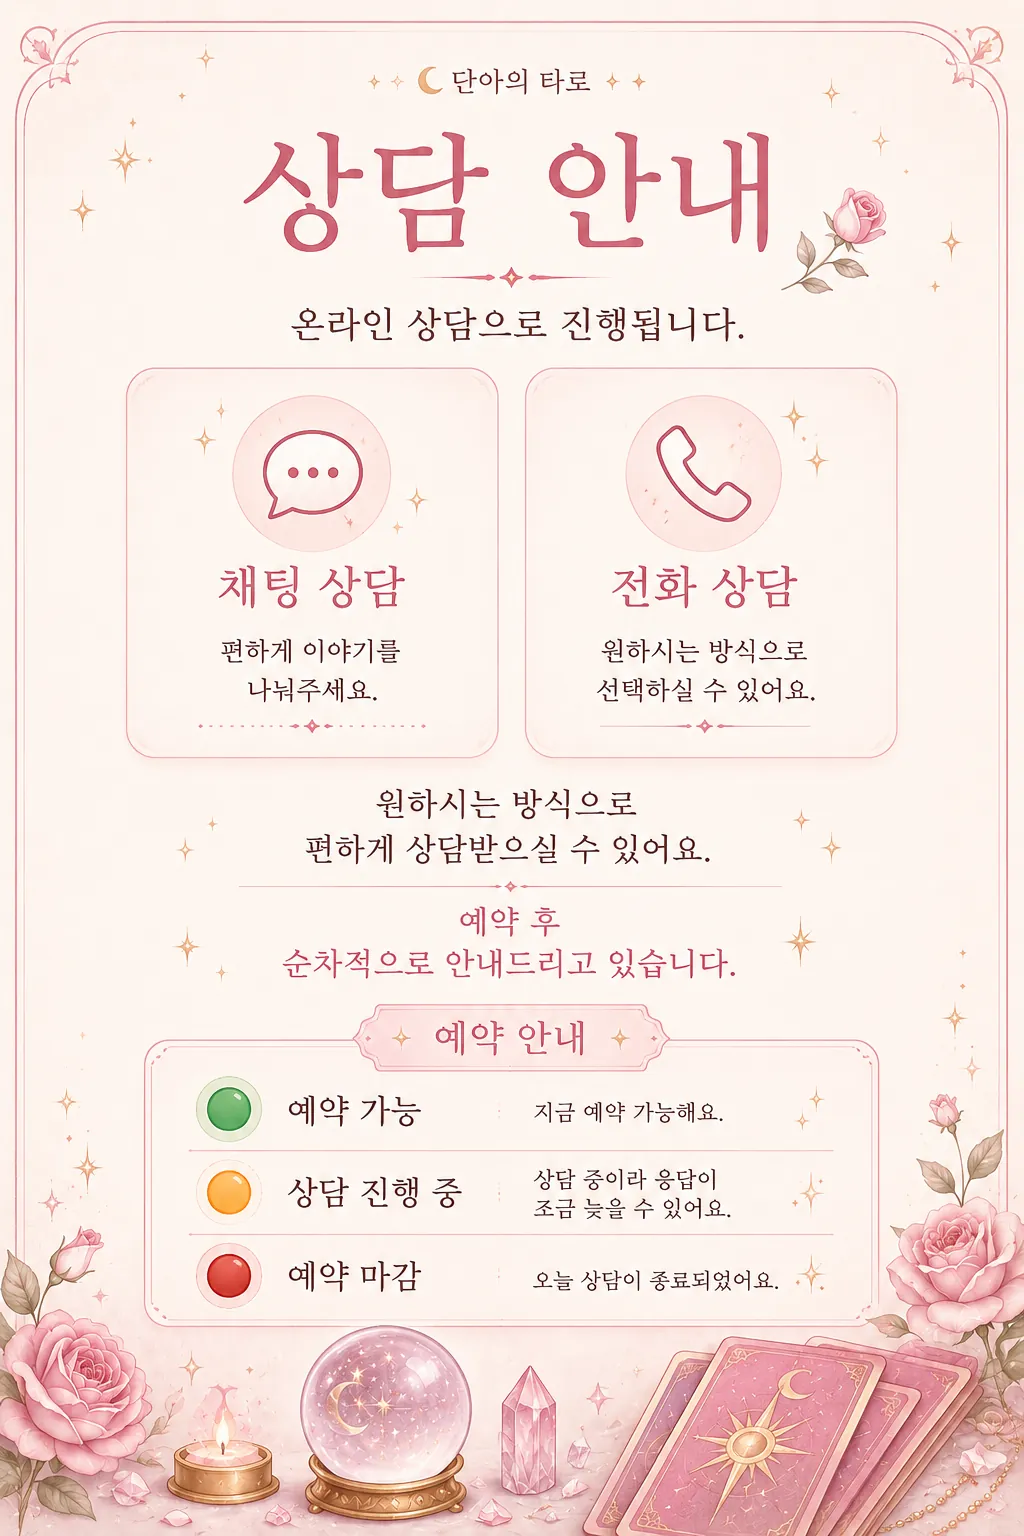 단아의 타로
상담 안내
온라인 상담으로 진행됩니다.
채팅 상담
편하게 이야기를
나눠주세요.
전화 상담
원하시는 방식으로
선택하실 수 있어요.
원하시는 방식으로
편하게 상담받으실 수 있어요.
예약 후
순차적으로 안내드리고 있습니다.
예약 안내
예약 가능
지금 예약 가능해요.
상담 진행 중
상담 중이라 응답이
조금 늦을 수 있어요.
예약 마감
오늘 상담이 종료되었어요.